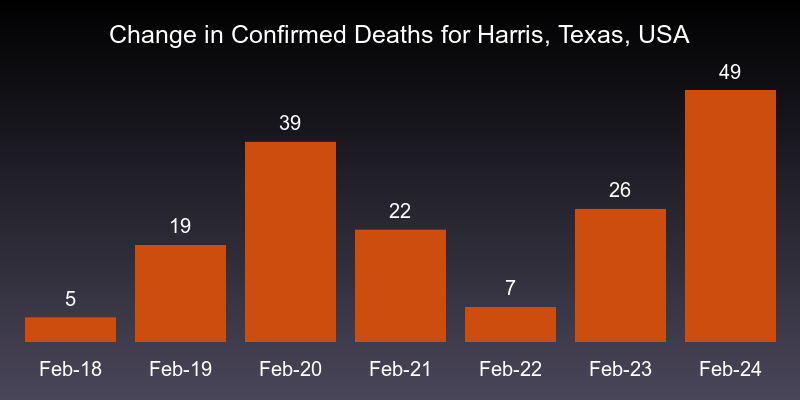 Change in Confirmed Deaths for Harris, Texas, USA
5 19 39 22 7 26 49
Feb-18 Feb-19 Feb-20 Feb-21 Feb-22 Feb-23 Feb-24